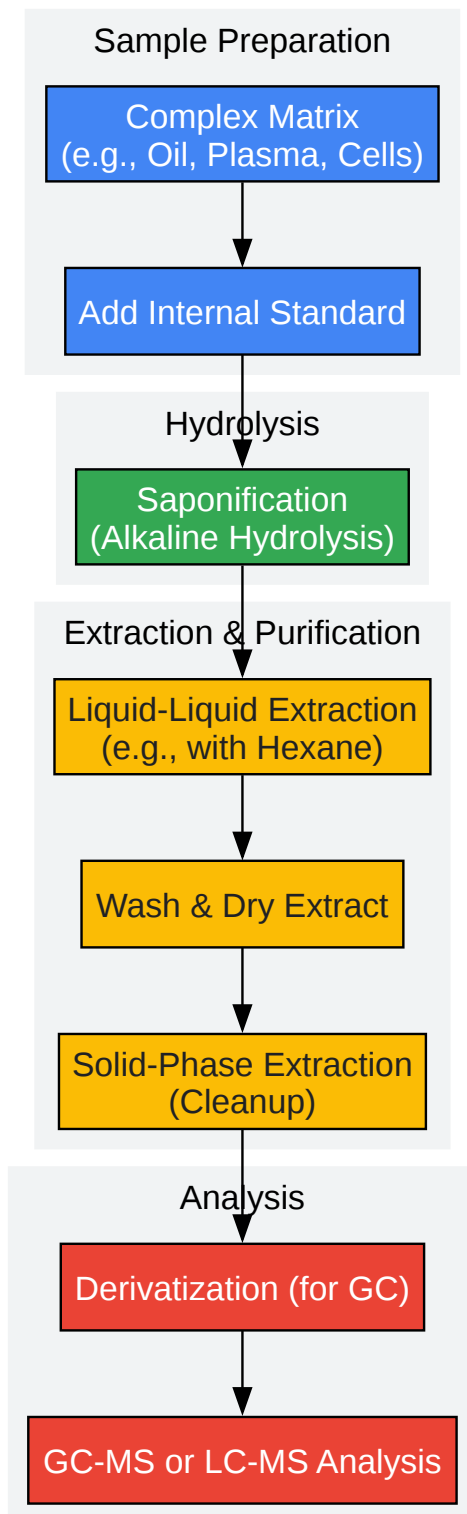 Sample Preparation
Complex Matrix
(e.g., Oil, Plasma, Cells)
Add Internal Standard
Hydrolysis
Saponification
(Alkaline Hydrolysis)
Extraction & Purification
Liquid-Liquid Extraction
(e.g., with Hexane)
Wash & Dry Extract
Solid-Phase Extraction
(Cleanup)
Analysis
Derivatization (for GC)
GC-MS or LC-MS Analysis